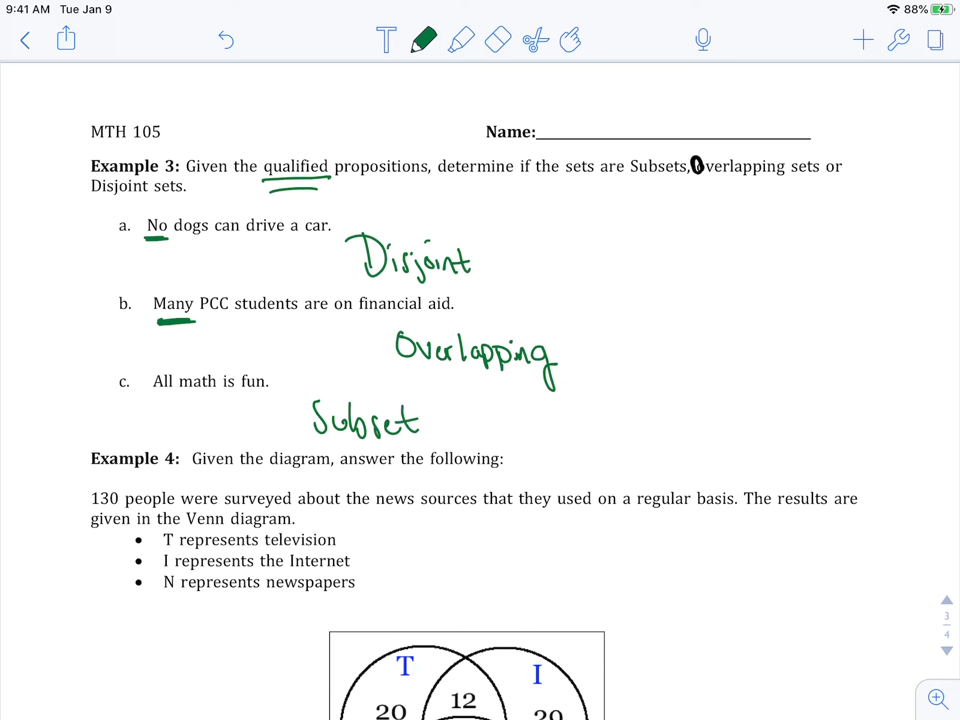 9:41 AM Tue Jan 9 88%
T
MTH 105 Name:
Example 3: Given the qualified propositions, determine if the sets are Subsets, Overlapping sets or
Disjoint sets.
a. No dogs can drive a car.
Disjoint
b. Many PCC students are on financial aid.
Overlapping
c. All math is fun.
Subset
Example 4: Given the diagram, answer the following:
130 people were surveyed about the news sources that they used on a regular basis. The results are
given in the Venn diagram.
• T represents television
• I represents the Internet
• N represents newspapers
3
4
T I
12
20